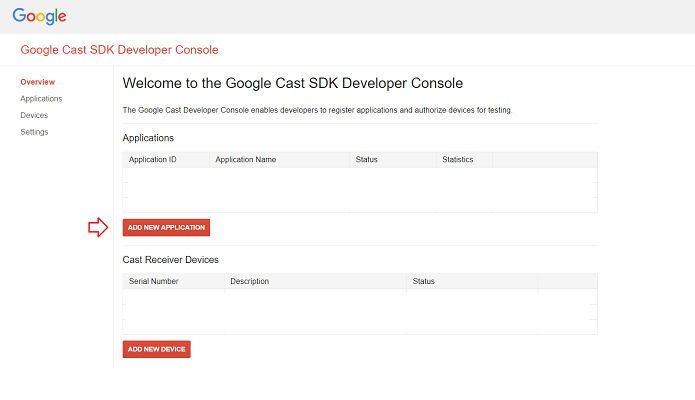 Google
Google Cast SDK Developer Console
Overview
Applications
Devices
Settings
Welcome to the Google Cast SDK Developer Console
The Google Cast Developer Console enables developers to register applications and authorize devices for testing.
Applications
Application ID Application Name Status Statistics
ADD NEW APPLICATION
Cast Receiver Devices
Serial Number Description Status
ADD NEW DEVICE